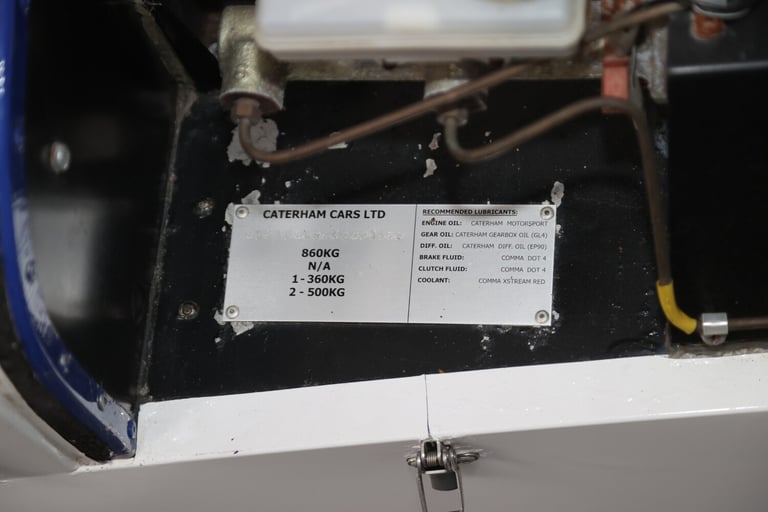 CATERHAM CARS LTD
860KG
N/A
1 - 360KG
2 - 500KG
RECOMMENDED LUBRICANTS:
ENGINE OIL: CATERHAM MOTORSPORT
GEAR OIL: CATERHAM GEARBOX OIL (GL4)
DIFF. OIL: CATERHAM DIFF. OIL (EP90)
BRAKE FLUID: COMMA DOT 4
CLUTCH FLUID: COMMA DOT 4
COOLANT: COMMA XSTREAM RED